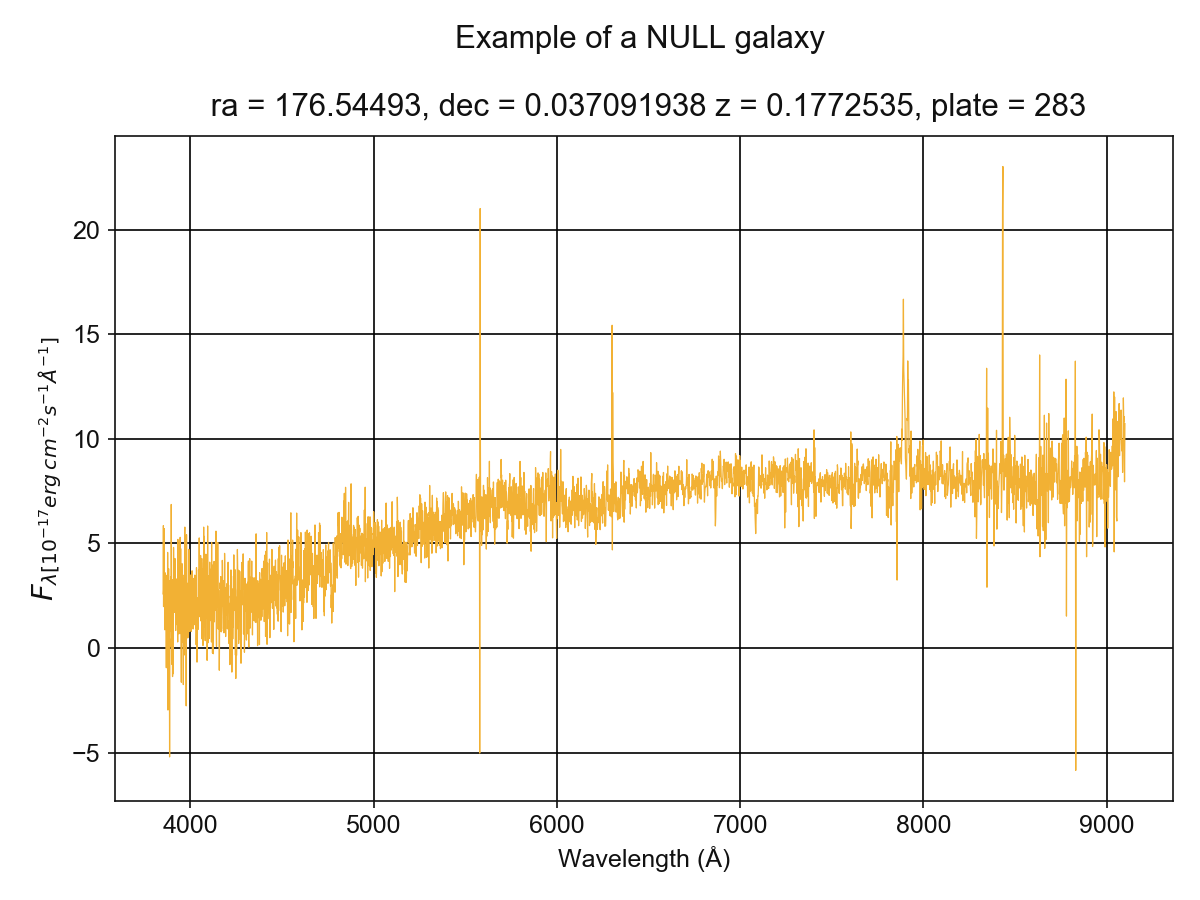 Example of a NULL galaxy
ra = 176.54493, dec = 0.037091938 z = 0.1772535, plate = 283
20
15
10
5
0
−5
F_λ[10^{−17} erg cm^{−2} s^{−1} Å^{−1}]
4000 5000 6000 7000 8000 9000
Wavelength (Å)